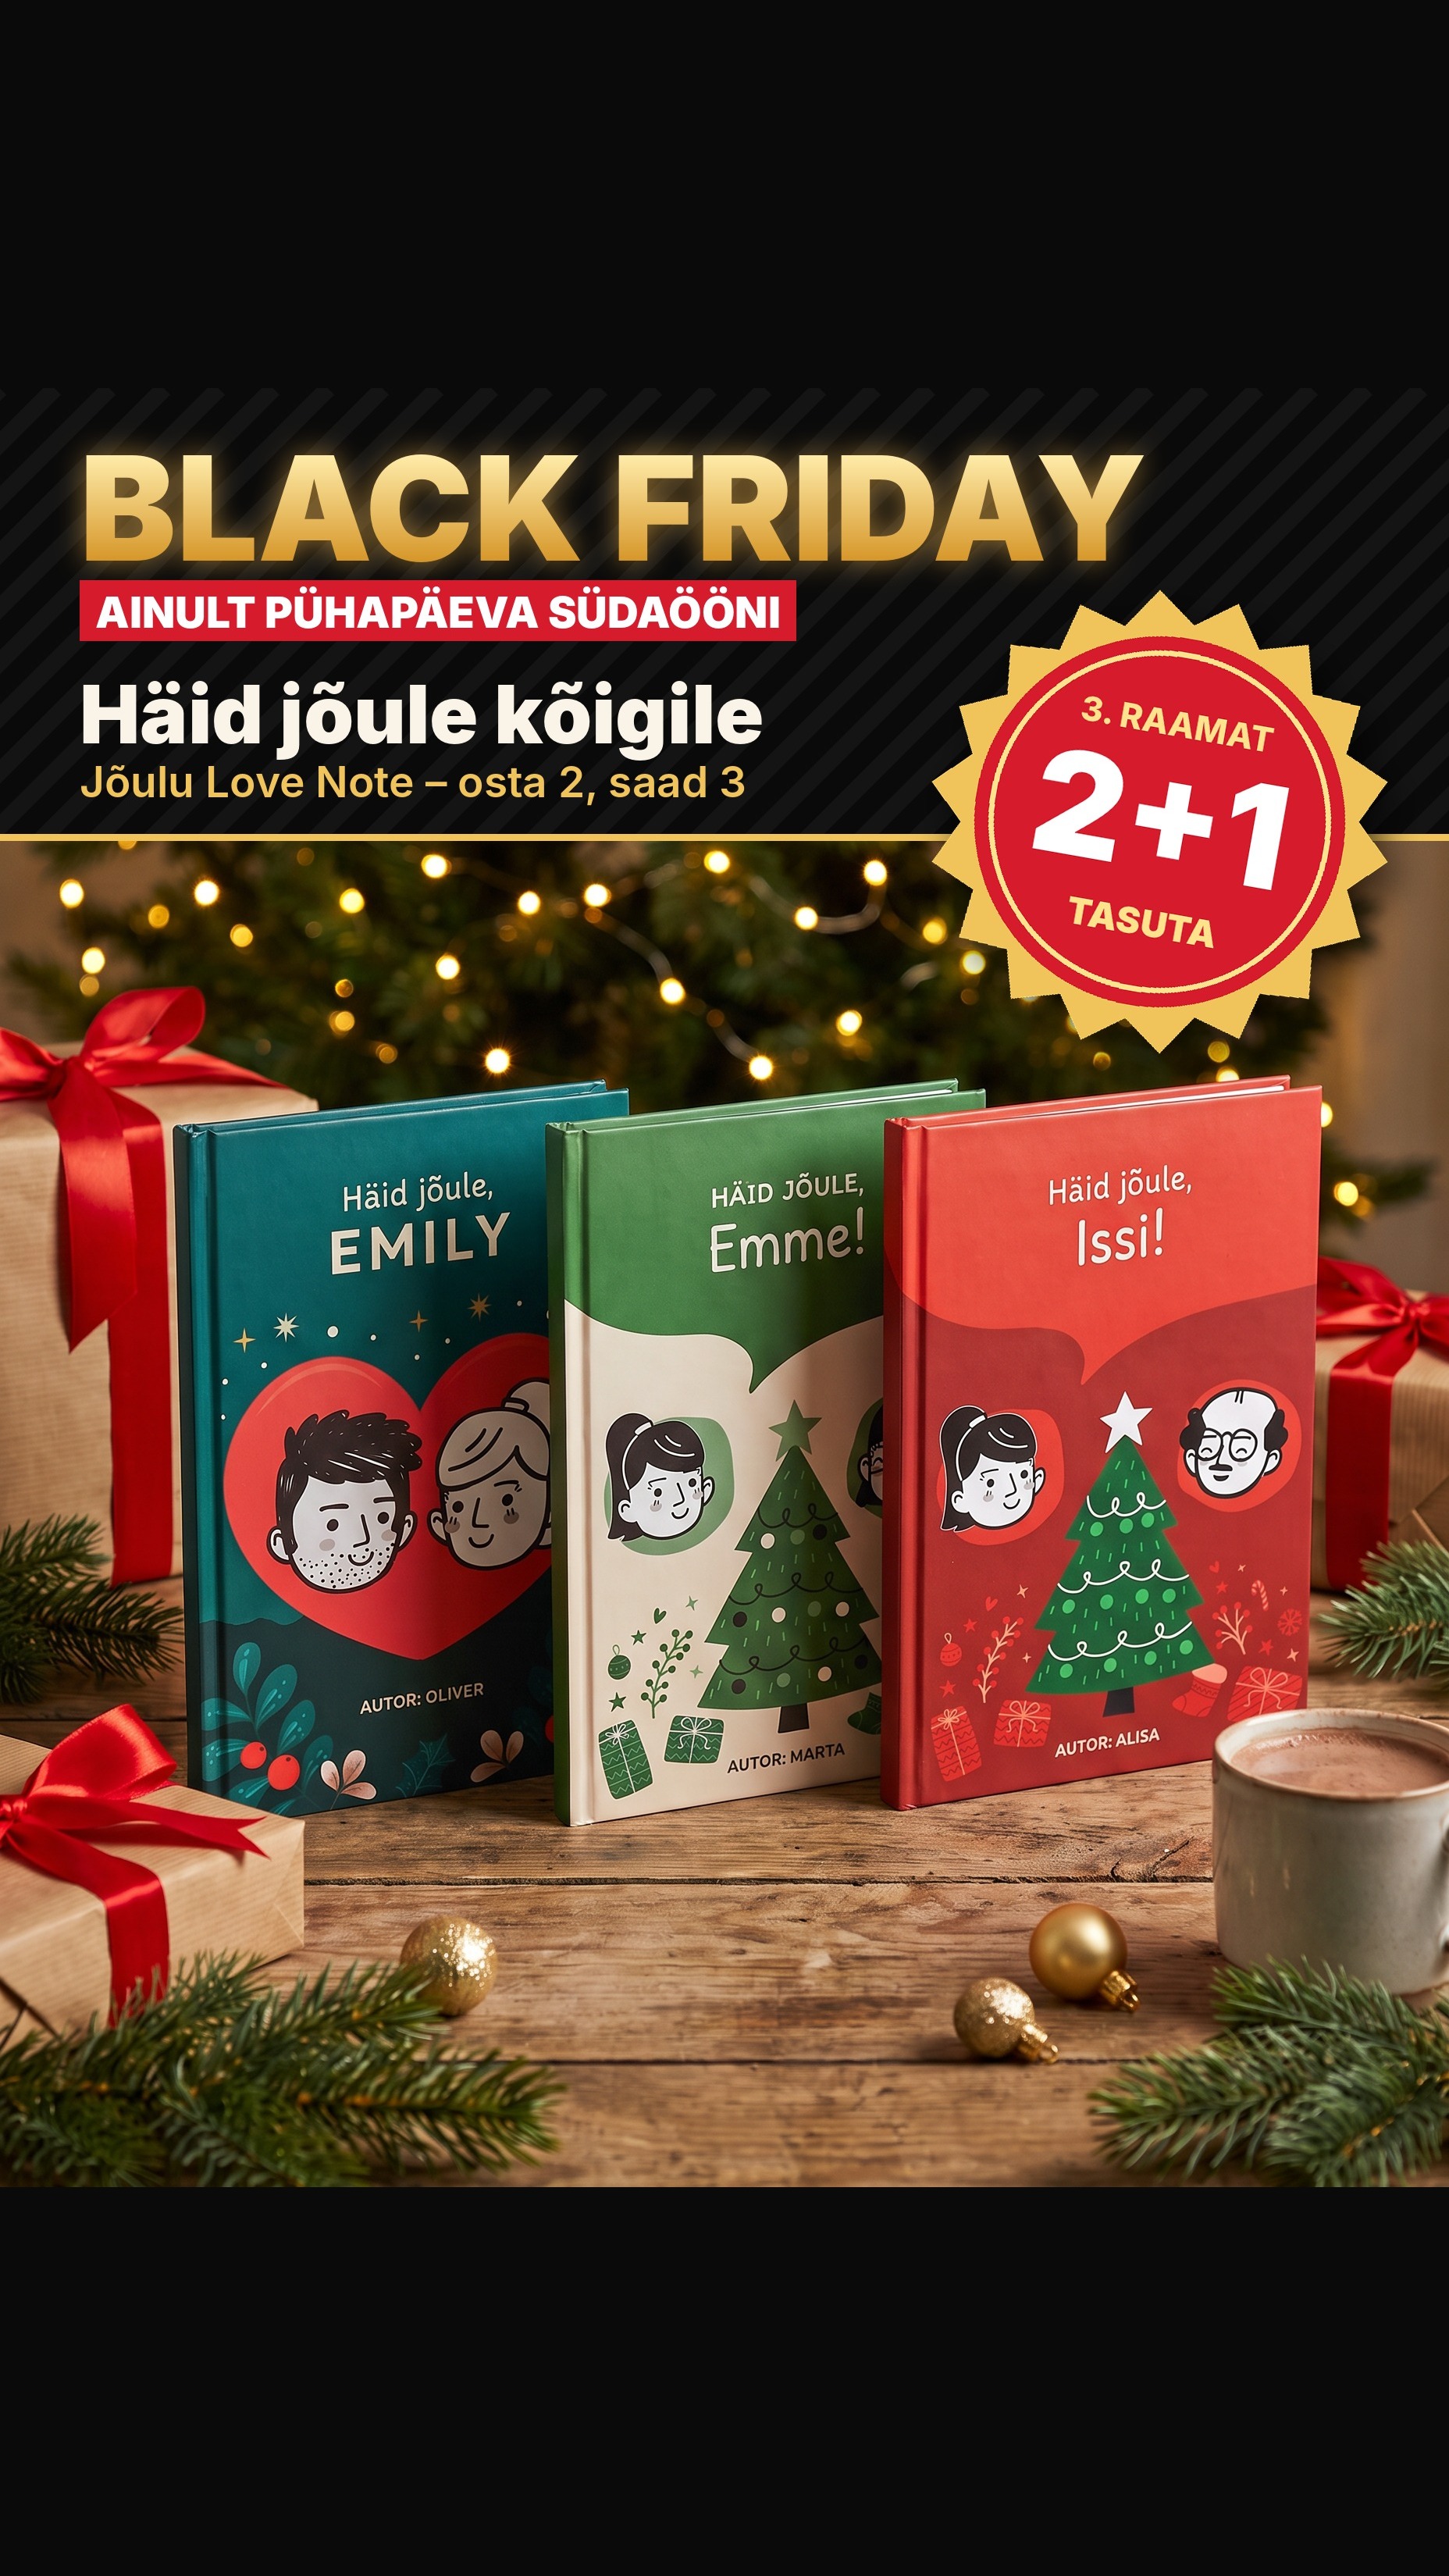 BLACK FRIDAY
AINULT PÜHAPÄEVA SÜDAÖÖNI
Häid jõule kõigile
Jõulu Love Note – osta 2, saad 3
3. RAAMAT
2+1
TASUTA
Häid jõule,
EMILY
AUTOR: OLIVER
HÄID JÕULE,
Emme!
AUTOR: MARTA
Häid jõule,
Issi!
AUTOR: ALISA